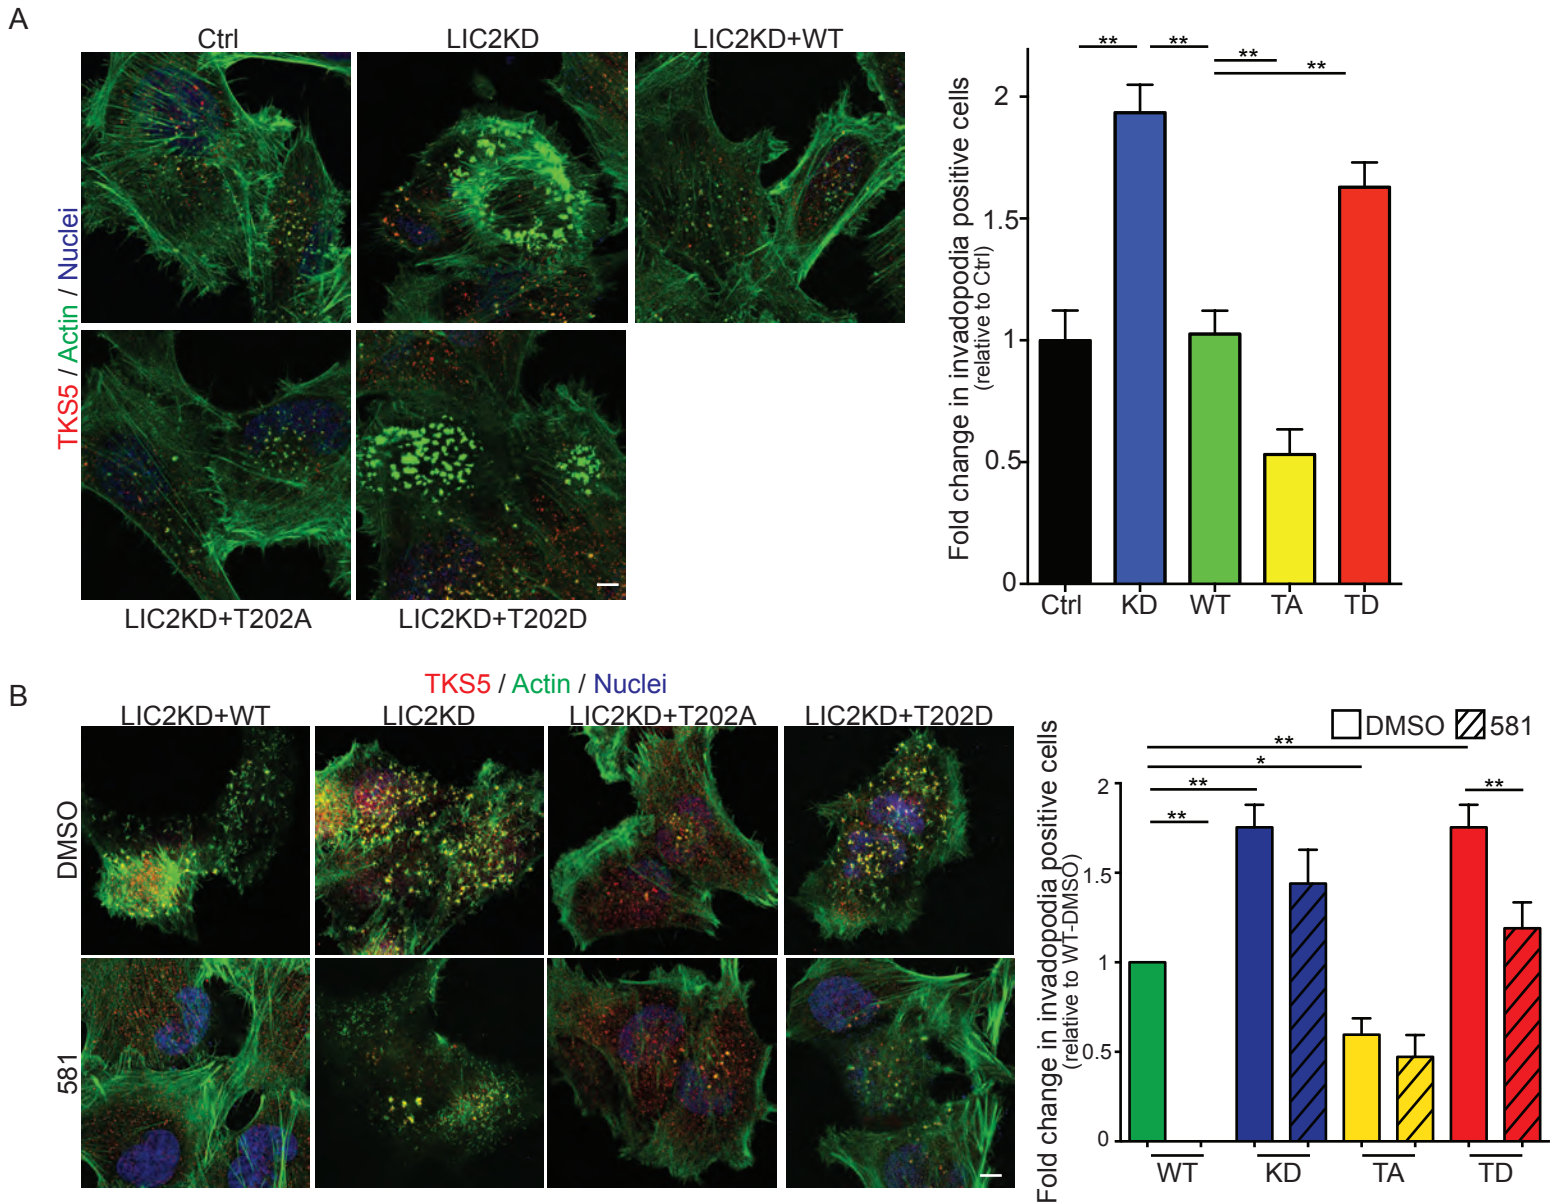 A
Ctrl
LIC2KD
LIC2KD+WT
TKS5 / Actin / Nuclei
LIC2KD+T202A
LIC2KD+T202D
Fold change in invadopodia positive cells
(relative to Ctrl)
2
1.5
1
0.5
0
** ** ** **
Ctrl KD WT TA TD
B
TKS5 / Actin / Nuclei
LIC2KD+WT LIC2KD LIC2KD+T202A LIC2KD+T202D
DMSO
581
Fold change in invadopodia positive cells
(relative to WT-DMSO)
DMSO 581
**
*
** **
**
2
1.5
1
0.5
0
WT KD TA TD